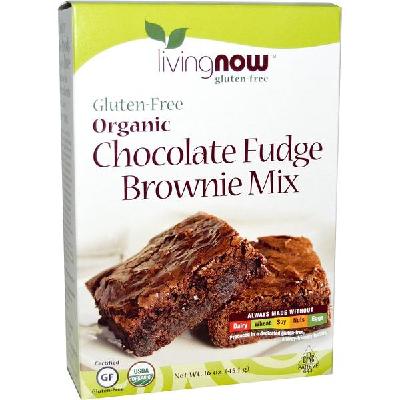 livingnow™
gluten-free
Gluten-Free
Organic
Chocolate Fudge
Brownie Mix
ALWAYS MADE WITHOUT
Dairy Wheat Soy Nuts Eggs
Certified
GF
Gluten-Free
USDA
ORGANIC